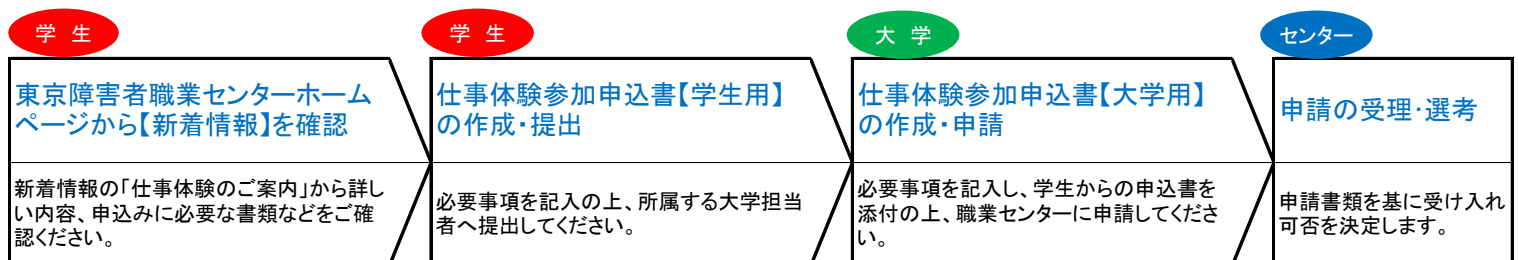 学 生
東京障害者職業センターホーム
ページから【新着情報】を確認
新着情報の「仕事体験のご案内」から詳し
い内容、申込みに必要な書類などをご確
認ください。
学 生
仕事体験参加申込書【学生用】
の作成・提出
必要事項を記入の上、所属する大学担当
者へ提出してください。
大 学
仕事体験参加申込書【大学用】
の作成・申請
必要事項を記入し、学生からの申込書を
添付の上、職業センターに申請してくださ
い。
センター
申請の受理・選考
申請書類を基に受け入れ
可否を決定します。